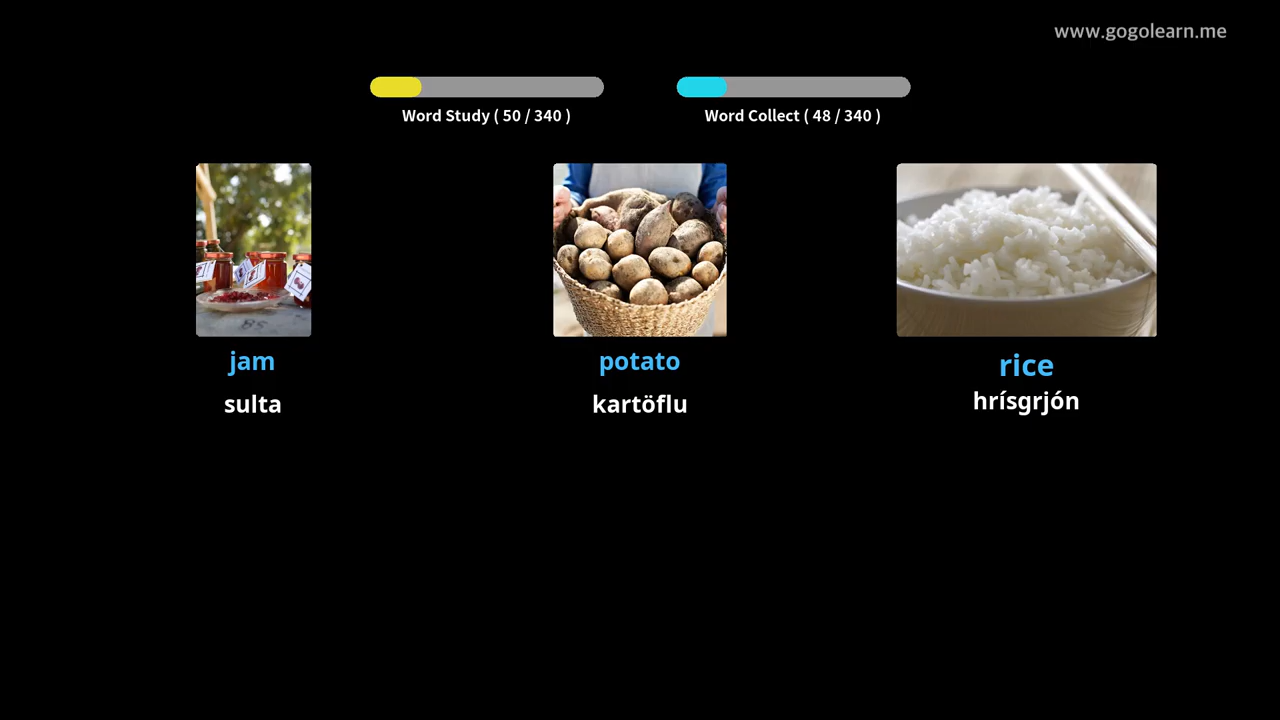 www.gogolearn.me
Word Study ( 50 / 340 )
Word Collect ( 48 / 340 )
jam
sulta
potato
kartöflu
rice
hrísgrjón